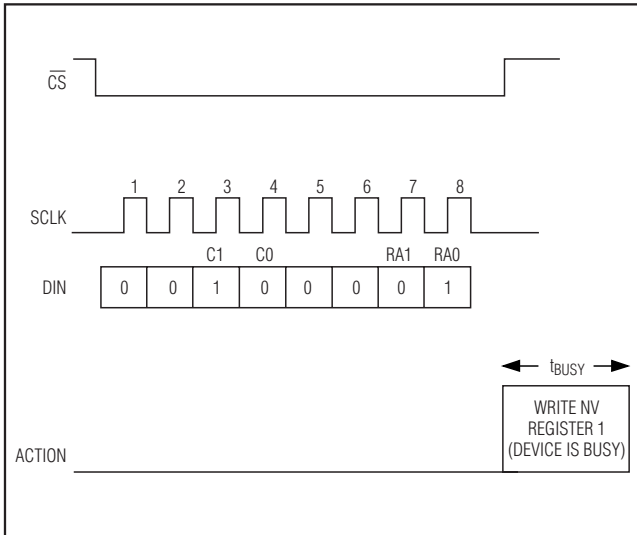 CS
1 2 3 4 5 6 7 8
SCLK
C1 C0 RA1 RA0
DIN 0 0 1 0 0 0 0 1
tBUSY
WRITE NV
REGISTER 1
(DEVICE IS BUSY)
ACTION